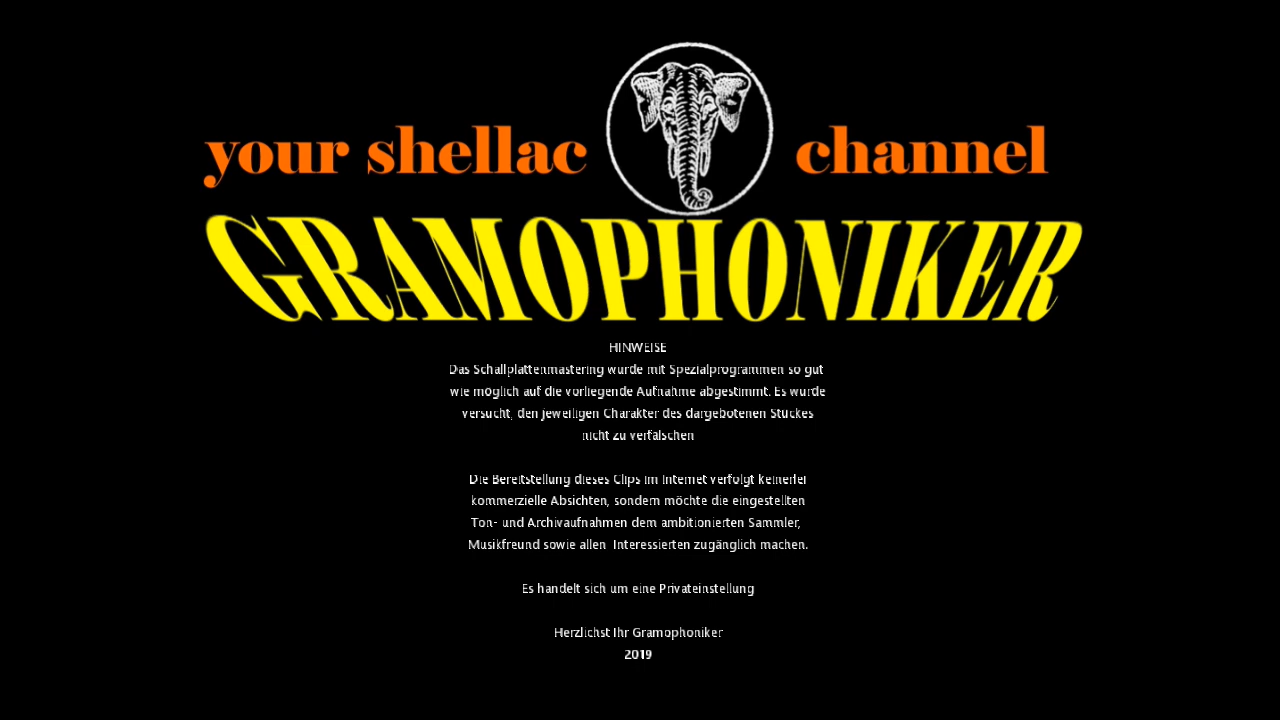 your shellac channel
GRAMOPHONIKER
HINWEISE
Das Schallplattenmastering wurde mit Spezialprogrammen so gut
wie möglich auf die vorliegende Aufnahme abgestimmt. Es wurde
versucht, den jeweiligen Charakter des dargebotenen Stückes
nicht zu verfälschen
Die Bereitstellung dieses Clips im Internet verfolgt keinerlei
kommerzielle Absichten, sondern möchte die eingestellten
Ton- und Archivaufnahmen dem ambitionierten Sammler,
Musikfreund sowie allen Interessierten zugänglich machen.
Es handelt sich um eine Privateinstellung
Herzlichst Ihr Gramophoniker
2019